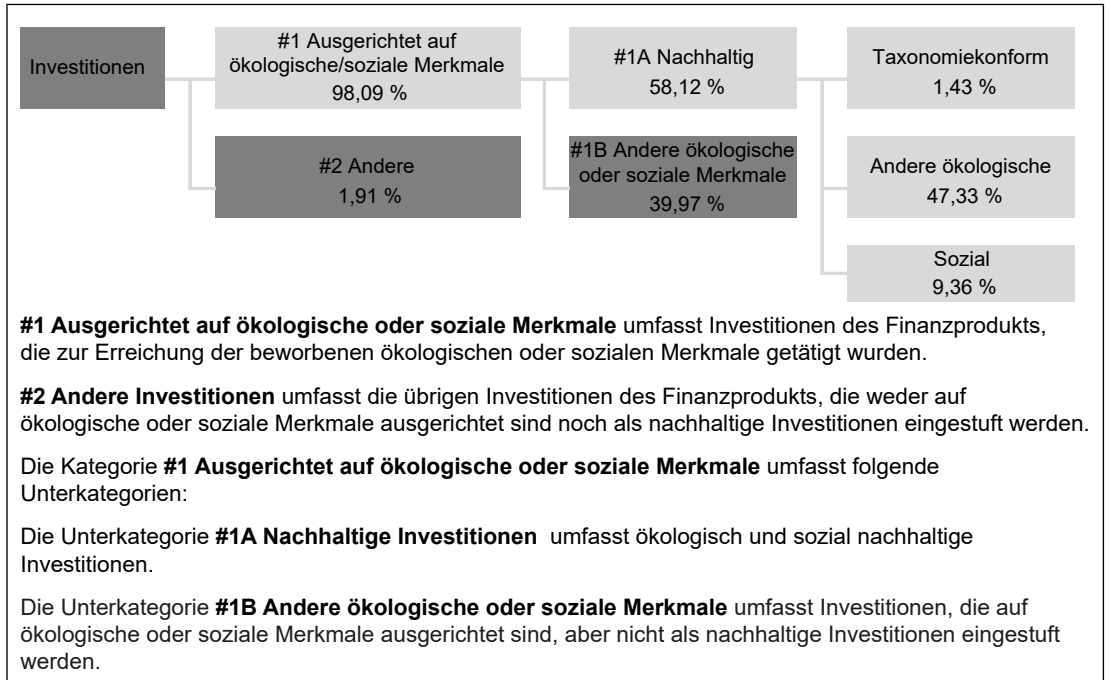 Investitionen
#1 Ausgerichtet auf
ökologische/soziale Merkmale
98,09 %
#2 Andere
1,91 %
#1A Nachhaltig
58,12 %
#1B Andere ökologische
oder soziale Merkmale
39,97 %
Taxonomiekonform
1,43 %
Andere ökologische
47,33 %
Sozial
9,36 %
#1 Ausgerichtet auf ökologische oder soziale Merkmale umfasst Investitionen des Finanzprodukts,
die zur Erreichung der beworbenen ökologischen oder sozialen Merkmale getätigt wurden.
#2 Andere Investitionen umfasst die übrigen Investitionen des Finanzprodukts, die weder auf
ökologische oder soziale Merkmale ausgerichtet sind noch als nachhaltige Investitionen eingestuft werden.
Die Kategorie #1 Ausgerichtet auf ökologische oder soziale Merkmale umfasst folgende
Unterkategorien:
Die Unterkategorie #1A Nachhaltige Investitionen umfasst ökologisch und sozial nachhaltige
Investitionen.
Die Unterkategorie #1B Andere ökologische oder soziale Merkmale umfasst Investitionen, die auf
ökologische oder soziale Merkmale ausgerichtet sind, aber nicht als nachhaltige Investitionen eingestuft
werden.